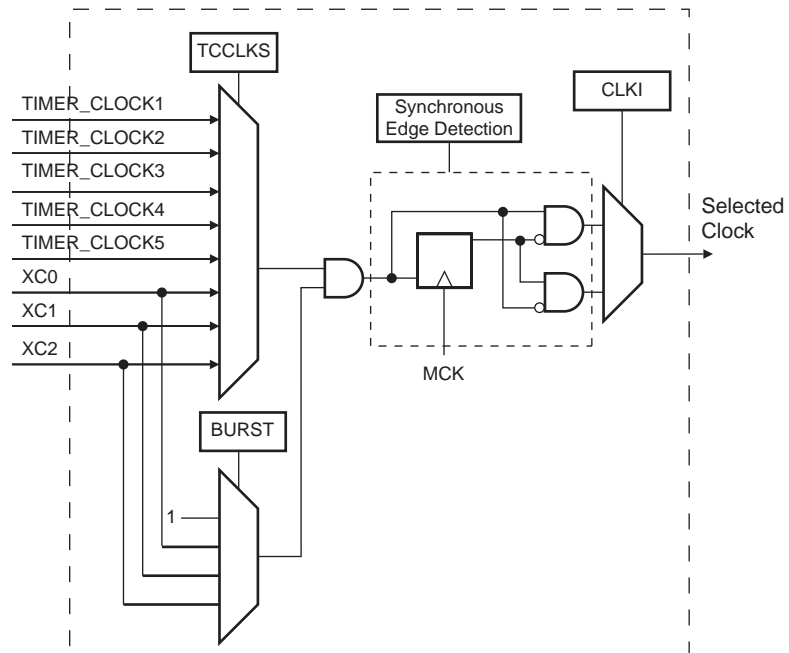 TCCLKS
TIMER_CLOCK1
TIMER_CLOCK2
TIMER_CLOCK3
TIMER_CLOCK4
TIMER_CLOCK5
XC0
XC1
XC2
Synchronous
Edge Detection
CLKI
Selected
Clock
MCK
BURST
1